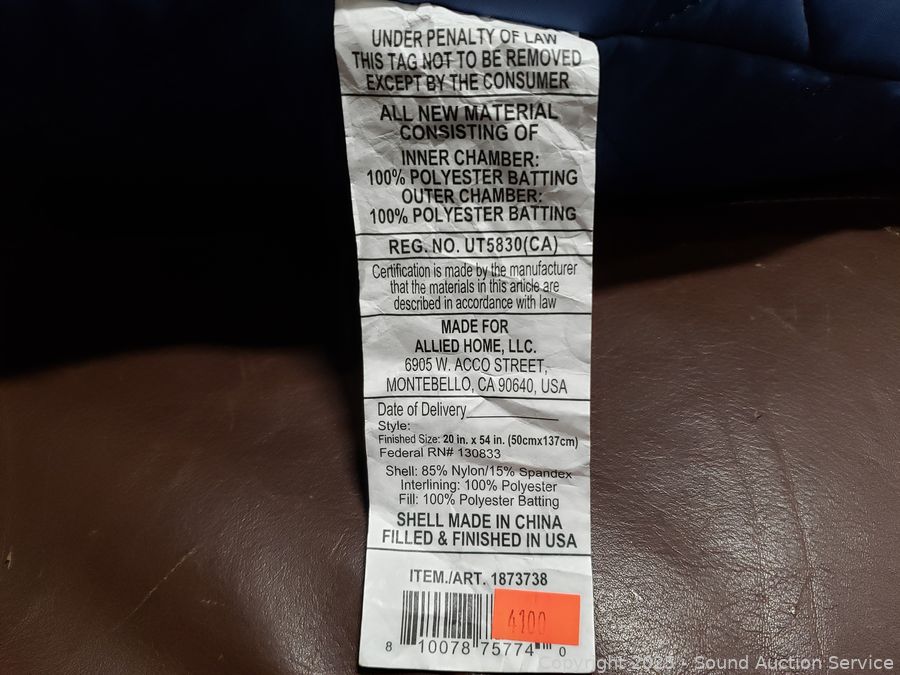 UNDER PENALTY OF LAW
THIS TAG NOT TO BE REMOVED
EXCEPT BY THE CONSUMER
ALL NEW MATERIAL
CONSISTING OF
INNER CHAMBER:
100% POLYESTER BATTING
OUTER CHAMBER:
100% POLYESTER BATTING
REG. NO. UT5830(CA)
Certification is made by the manufacturer
that the materials in this article are
described in accordance with law
MADE FOR
ALLIED HOME, LLC.
6905 W. ACCO STREET,
MONTEBELLO, CA 90640, USA
Date of Delivery
Style:
Finished Size: 20 in. x 54 in. (50cmx137cm)
Federal RN# 130833
Shell: 85% Nylon/15% Spandex
Interlining: 100% Polyester
Fill: 100% Polyester Batting
SHELL MADE IN CHINA
FILLED & FINISHED IN USA
ITEM./ART. 1873738
4100
8 10078 75774 0
Copyright 2023 - Sound Auction Service